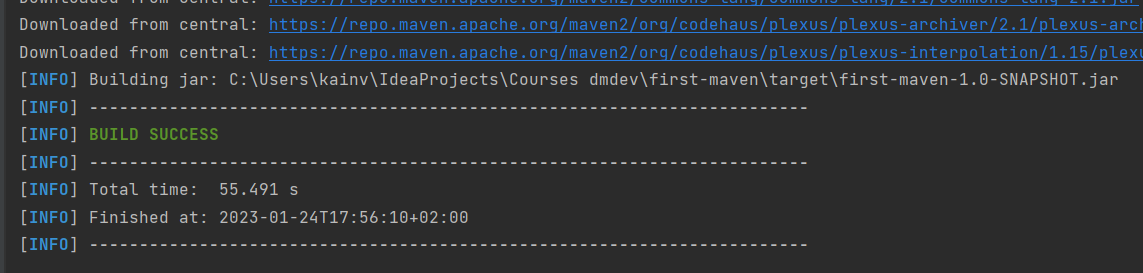 Downloaded from central: https://repo.maven.apache.org/maven2/commons-lang/commons-lang/2.1/commons-lang-2.1.jar
Downloaded from central: https://repo.maven.apache.org/maven2/org/codehaus/plexus/plexus-archiver/2.1/plexus-arch
Downloaded from central: https://repo.maven.apache.org/maven2/org/codehaus/plexus/plexus-interpolation/1.15/plexu
[INFO] Building jar: C:\Users\kainv\IdeaProjects\Courses dmdev\first-maven\target\first-maven-1.0-SNAPSHOT.jar
[INFO] ------------------------------------------------------------------------
[INFO] BUILD SUCCESS
[INFO] ------------------------------------------------------------------------
[INFO] Total time:  55.491 s
[INFO] Finished at: 2023-01-24T17:56:10+02:00
[INFO] ------------------------------------------------------------------------